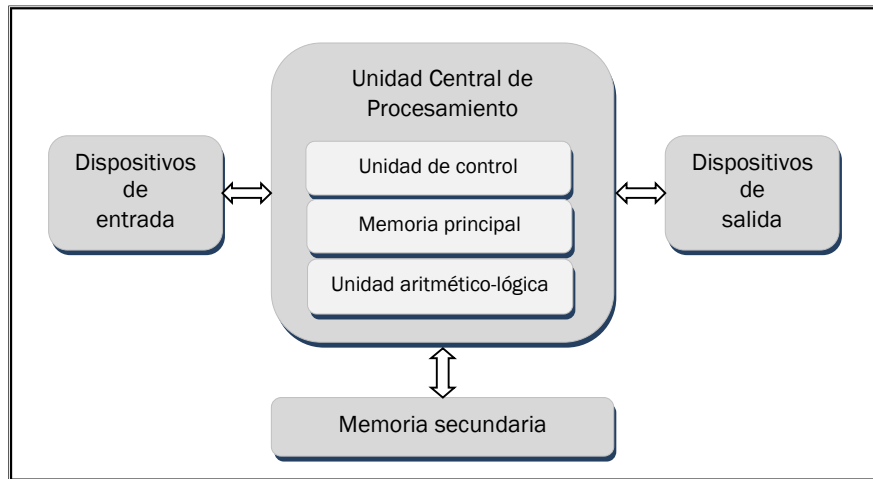 Unidad Central de
Procesamiento
Dispositivos
de
entrada
Unidad de control
Memoria principal
Unidad aritmético-lógica
Dispositivos
de
salida
Memoria secundaria